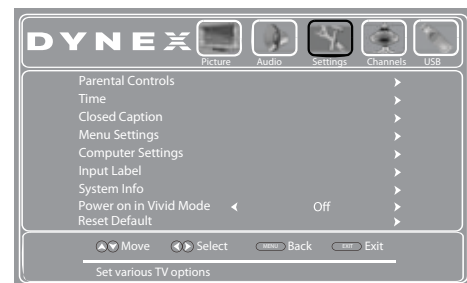 DYNEX
Picture Audio Settings Channels USB
Parental Controls
Time
Closed Caption
Menu Settings
Computer Settings
Input Label
System Info
Power on in Vivid Mode Off
Reset Default
Move Select MENU Back EXIT Exit
Set various TV options